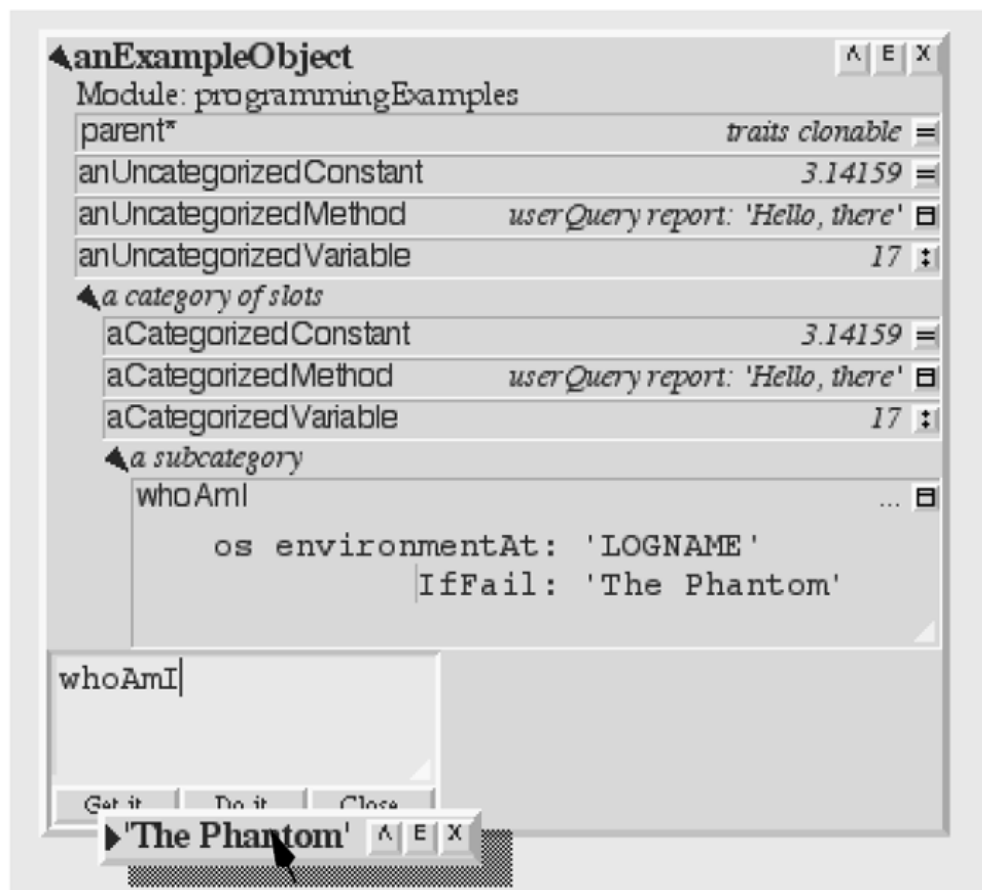 anExampleObject ʌ E X
Module: programmingExamples
parent* traits clonable =
anUncategorizedConstant 3.14159 =
anUncategorizedMethod userQuery report: 'Hello, there'
anUncategorizedVariable 17
a category of slots
aCategorizedConstant 3.14159 =
aCategorizedMethod userQuery report: 'Hello, there'
aCategorizedVariable 17
a subcategory
whoAmI ...
os environmentAt: 'LOGNAME'
IfFail: 'The Phantom'
whoAmI
Get it Do it Close
'The Phantom' ʌ E X